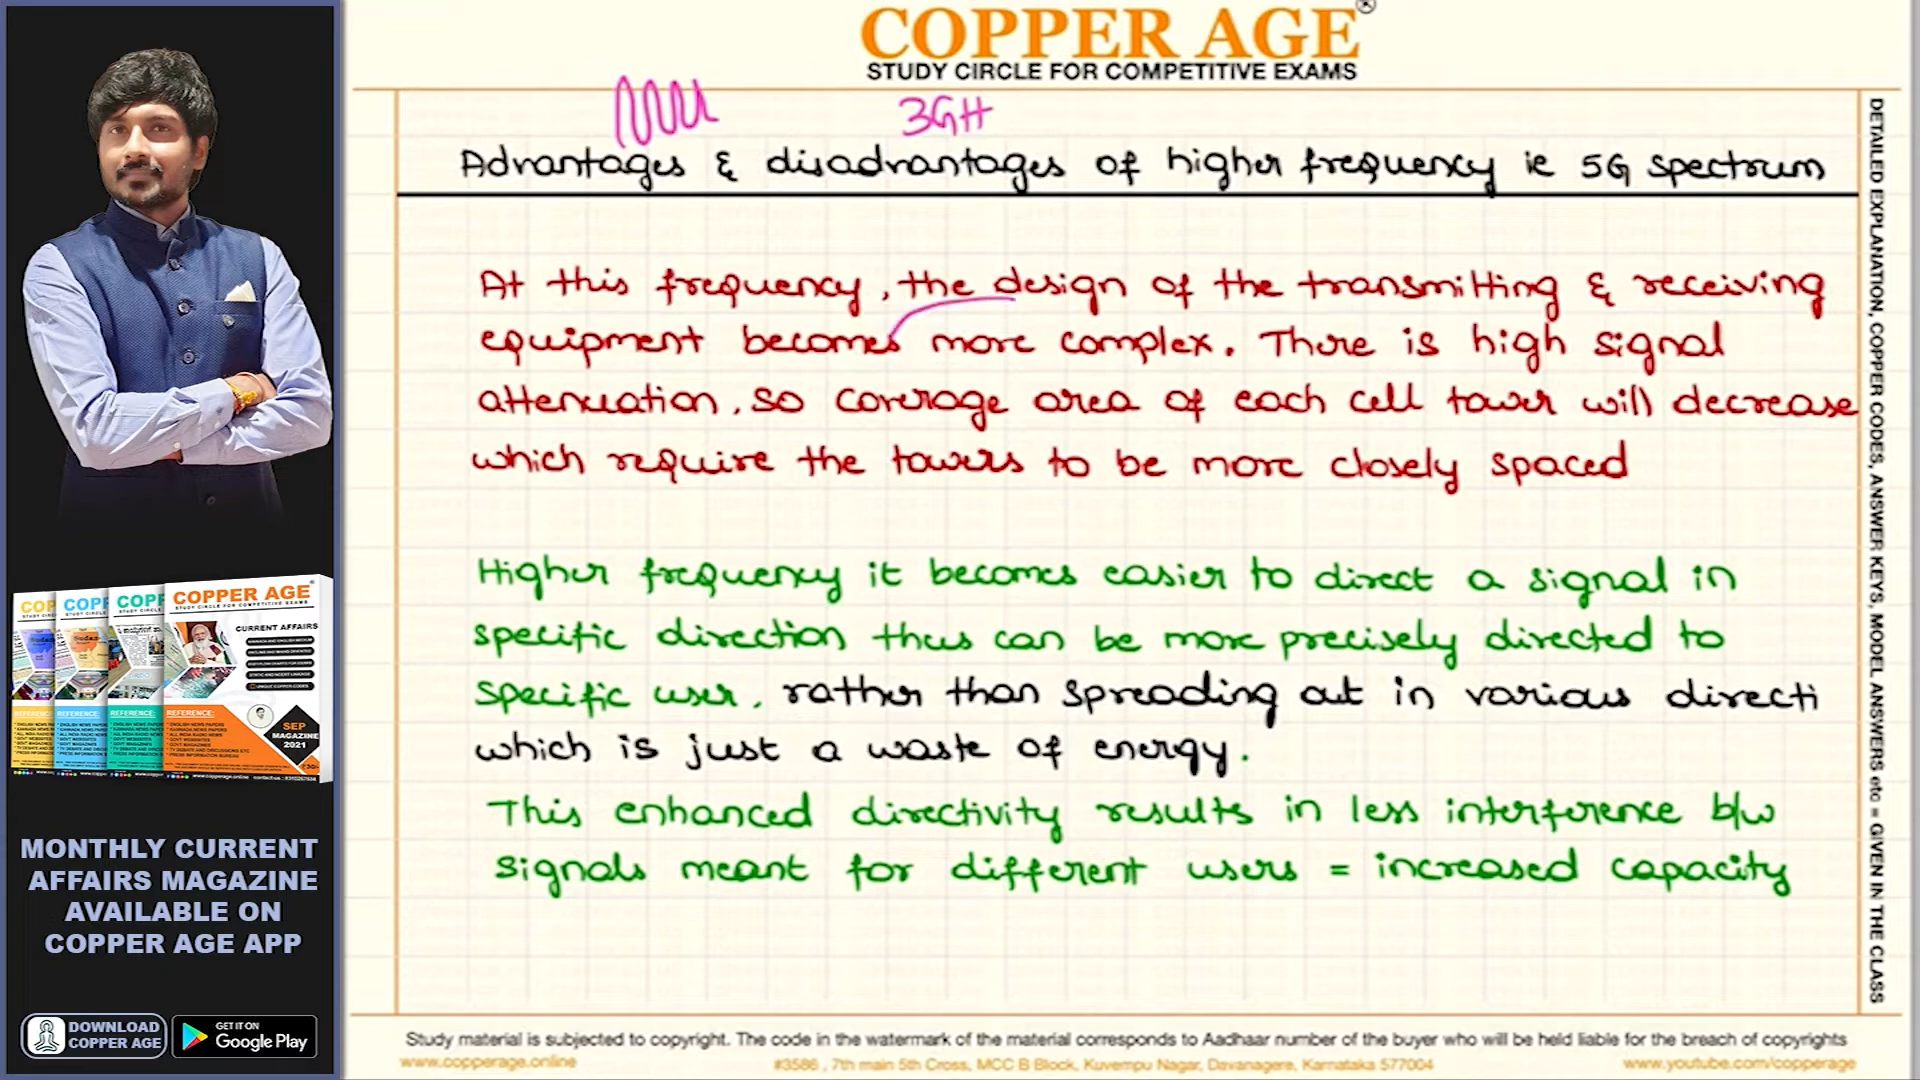 COPPER AGE
STUDY CIRCLE FOR COMPETITIVE EXAMS
3GH
Advantages & disadvantages of higher frequency ie 5G spectrum
At this frequency, the design of the transmitting & receiving
equipment becomes more complex. There is high signal
attenuation, so coverage area of each cell tower will decrease
which require the towers to be more closely spaced
Higher frequency it becomes easier to direct a signal in
specific direction thus can be more precisely directed to
specific user, rather than spreading out in various directi
which is just a waste of energy.
This enhanced directivity results in less interference b/w
signals meant for different users = increased capacity
DETAILED EXPLANATION, COPPER CODES, ANSWER KEYS, MODEL ANSWERS etc = GIVEN IN THE CLASS
COPPER AGE
STUDY CIRCLE FOR COMPETITIVE EXAMS
CURRENT AFFAIRS
REFERENCE:
REFERENCE:
REFERENCE:
SEP
MAGAZINE
2021
MONTHLY CURRENT
AFFAIRS MAGAZINE
AVAILABLE ON
COPPER AGE APP
DOWNLOAD
COPPER AGE
GET IT ON
Google Play
Study material is subjected to copyright. The code in the watermark of the material corresponds to Aadhaar number of the buyer who will be held liable for the breach of copyrights
www.copperage.online
#3586 , 7th main 5th Cross, MCC B Block, Kuvempu Nagar, Davanagere, Karnataka 577004
www.youtube.com/copperage